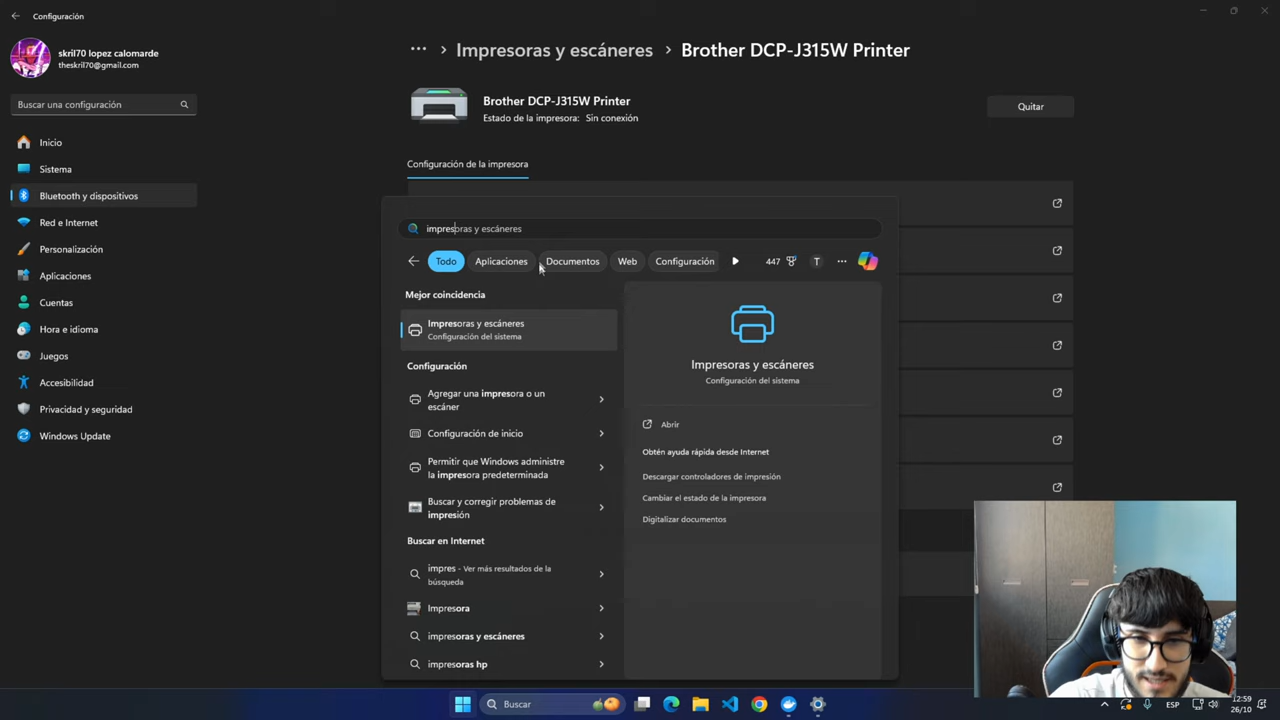 Configuración
skril70 lopez calomarde
theskril70@gmail.com
Buscar una configuración
Inicio
Sistema
Bluetooth y dispositivos
Red e Internet
Personalización
Aplicaciones
Cuentas
Hora e idioma
Juegos
Accesibilidad
Privacidad y seguridad
Windows Update
··· > Impresoras y escáneres > Brother DCP-J315W Printer
Brother DCP-J315W Printer
Estado de la impresora: Sin conexión
Quitar
Configuración de la impresora
impresoras y escáneres
Todo Aplicaciones Documentos Web Configuración 447 T ···
Mejor coincidencia
Impresoras y escáneres
Configuración del sistema
Configuración
Agregar una impresora o un
escáner
Configuración de inicio
Permitir que Windows administre
la impresora predeterminada
Buscar y corregir problemas de
impresión
Buscar en Internet
impres - Ver más resultados de la
búsqueda
Impresora
impresoras y escáneres
impresoras hp
Impresoras y escáneres
Configuración del sistema
Abrir
Obtén ayuda rápida desde Internet
Descargar controladores de impresión
Cambiar el estado de la impresora
Digitalizar documentos
Buscar
ESP
12:59
26/10